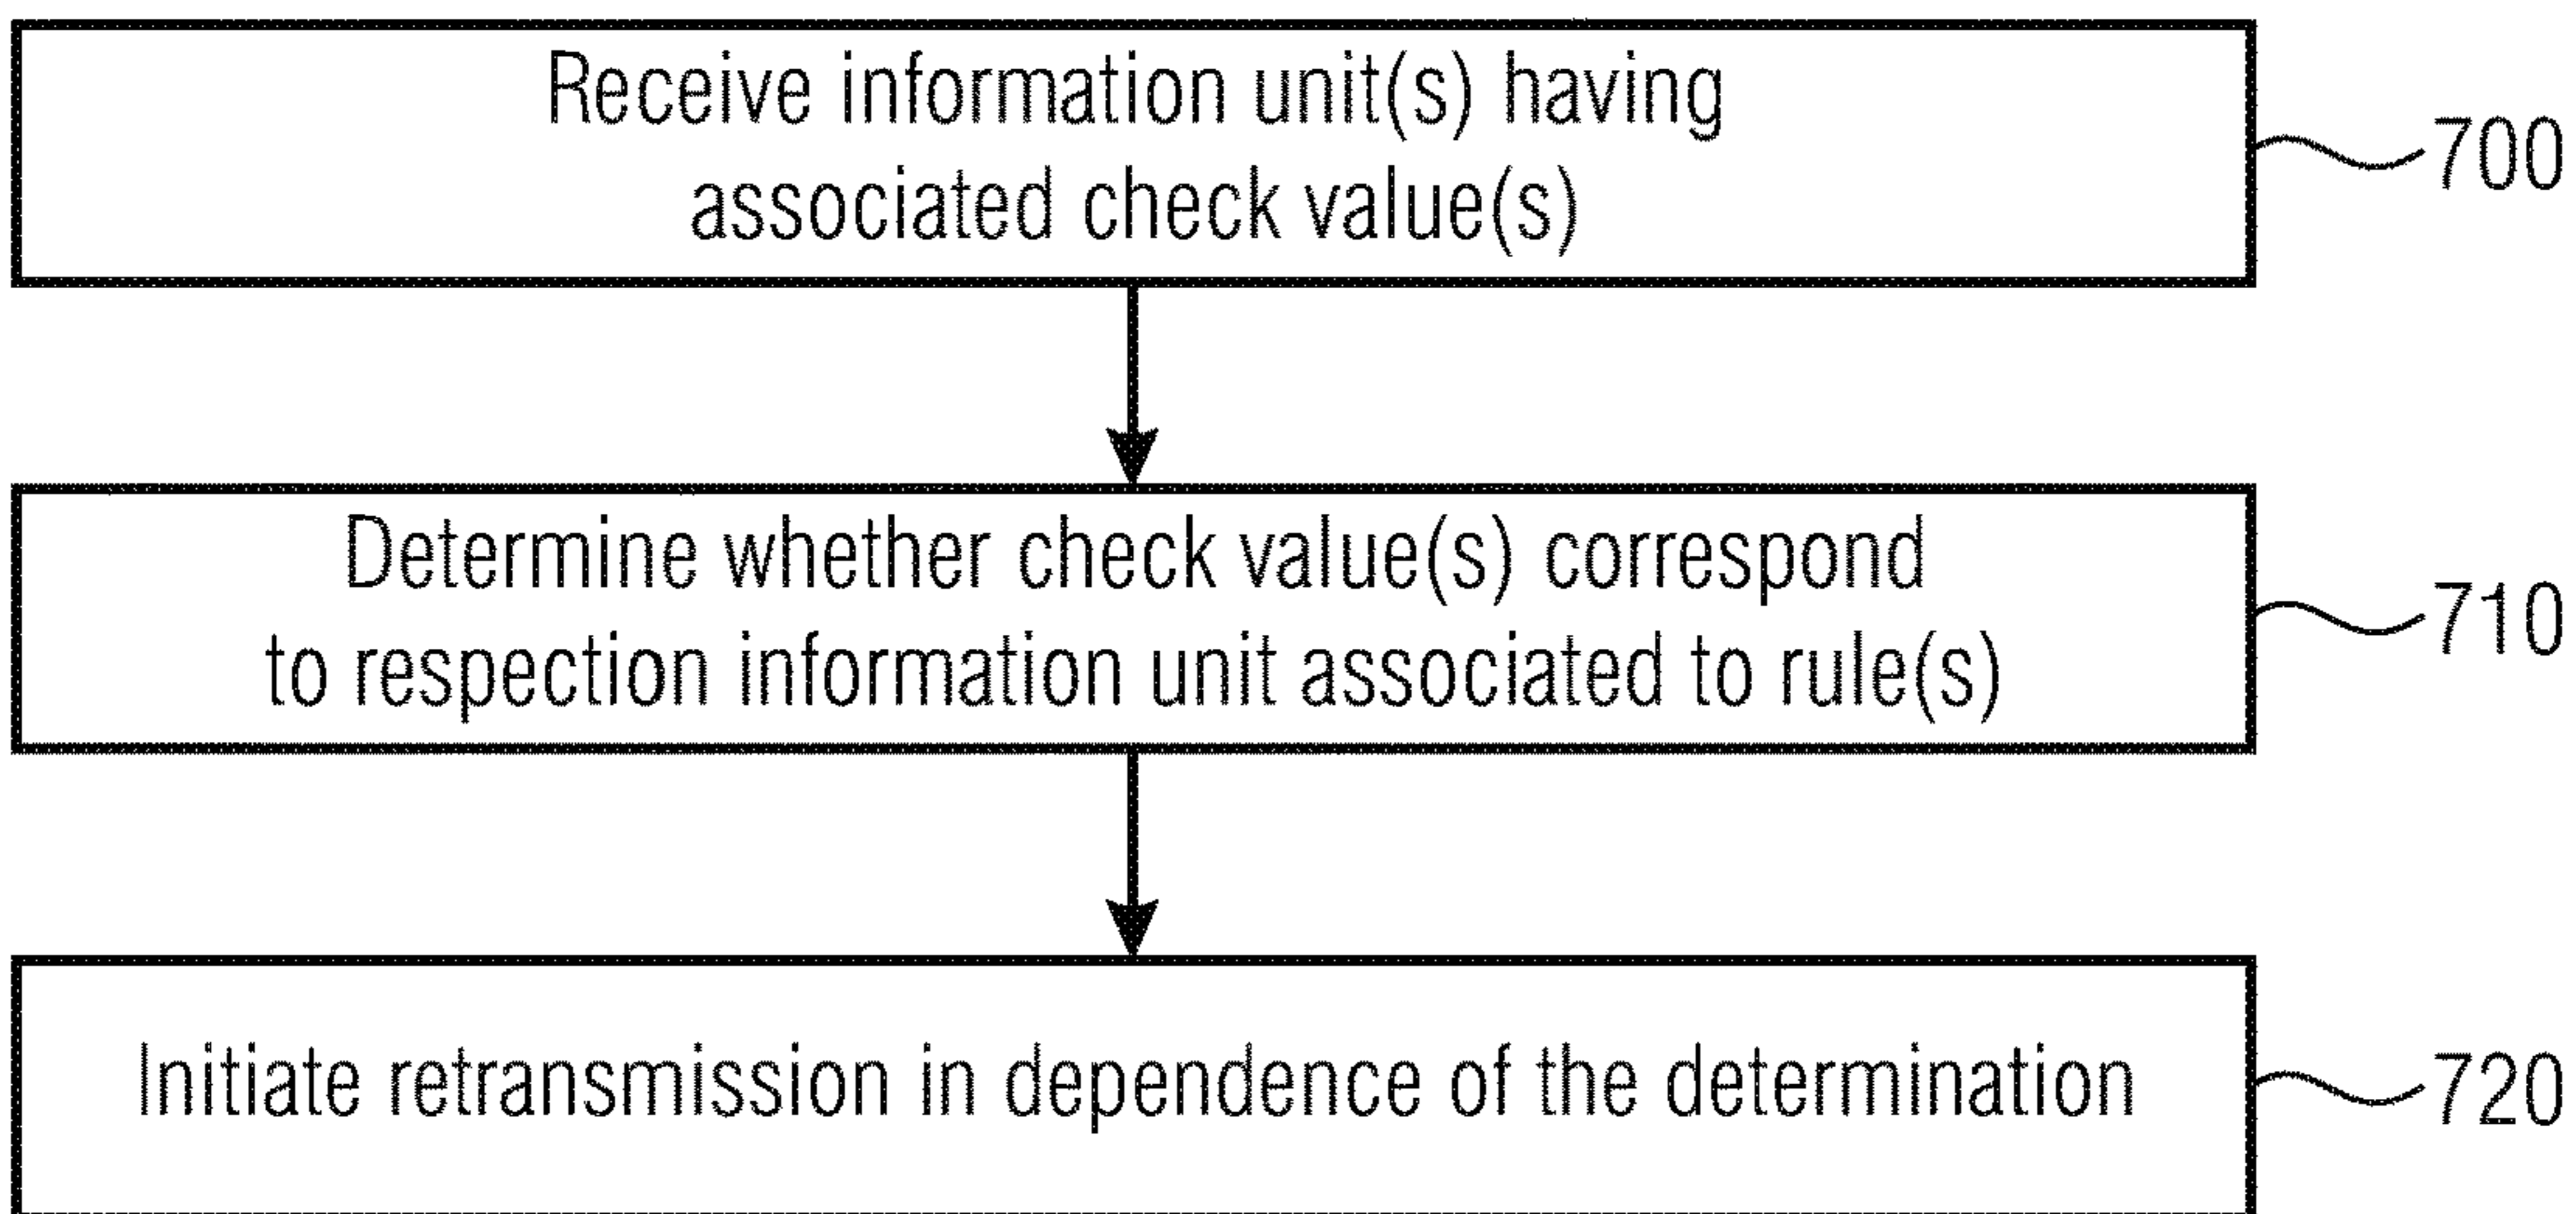 Receive information unit(s) having
associated check value(s)
700
Determine whether check value(s) correspond
to respection information unit associated to rule(s)
710
Initiate retransmission in dependence of the determination
720